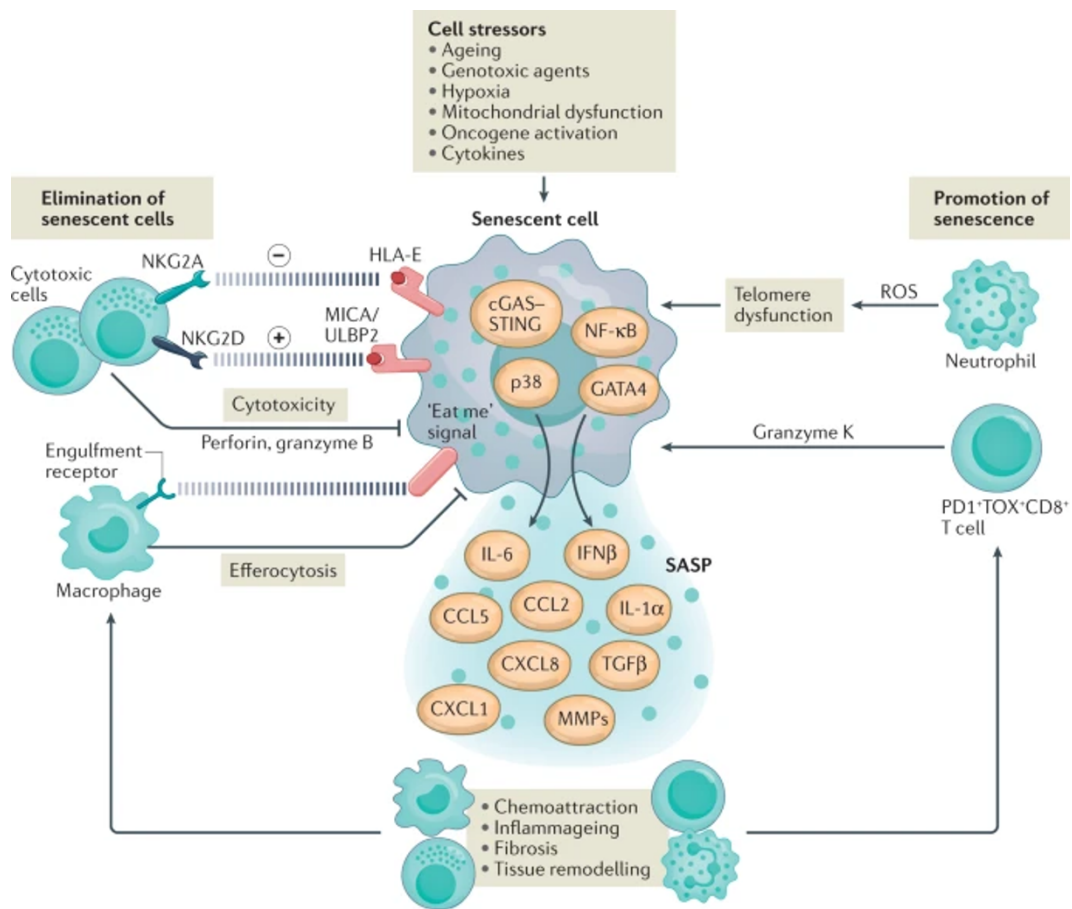 Cell stressors
• Ageing
• Genotoxic agents
• Hypoxia
• Mitochondrial dysfunction
• Oncogene activation
• Cytokines
Elimination of
senescent cells
Senescent cell
Promotion of
senescence
Cytotoxic
cells
NKG2A
−
HLA-E
NKG2D
+
MICA/
ULBP2
Cytotoxicity
Perforin, granzyme B
'Eat me'
signal
Engulfment
receptor
Macrophage
Efferocytosis
cGAS–
STING
NF-κB
p38
GATA4
Telomere
dysfunction
ROS
Neutrophil
Granzyme K
PD1⁺TOX⁺CD8⁺
T cell
SASP
IL-6
IFNβ
CCL5
CCL2
IL-1α
CXCL8
TGFβ
CXCL1
MMPs
• Chemoattraction
• Inflammageing
• Fibrosis
• Tissue remodelling